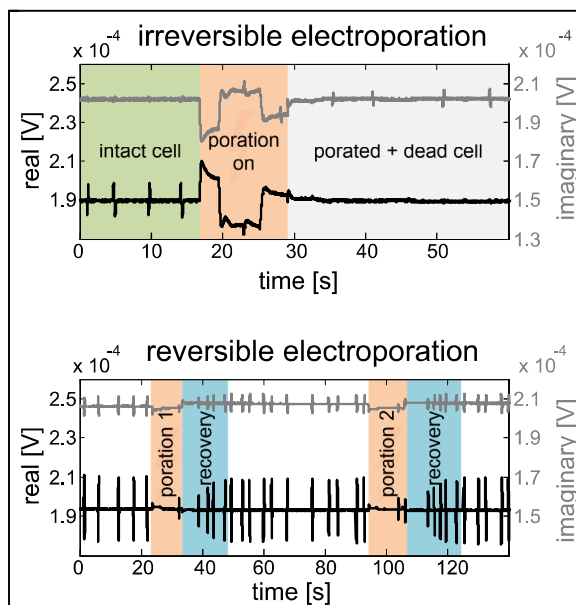 irreversible electroporation
× 10⁻⁴
× 10⁻⁴
2.5
2.3
2.1
1.9
real [V]
2.1
1.9
1.7
1.5
1.3
imaginary [V]
intact cell
poration
on
porated + dead cell
0
10
20
30
40
50
time [s]
reversible electroporation
× 10⁻⁴
× 10⁻⁴
2.5
2.3
2.1
1.9
real [V]
2.1
1.9
1.7
1.5
imaginary [V]
poration 1
recovery
poration 2
recovery
0
20
40
60
80
100
120
time [s]